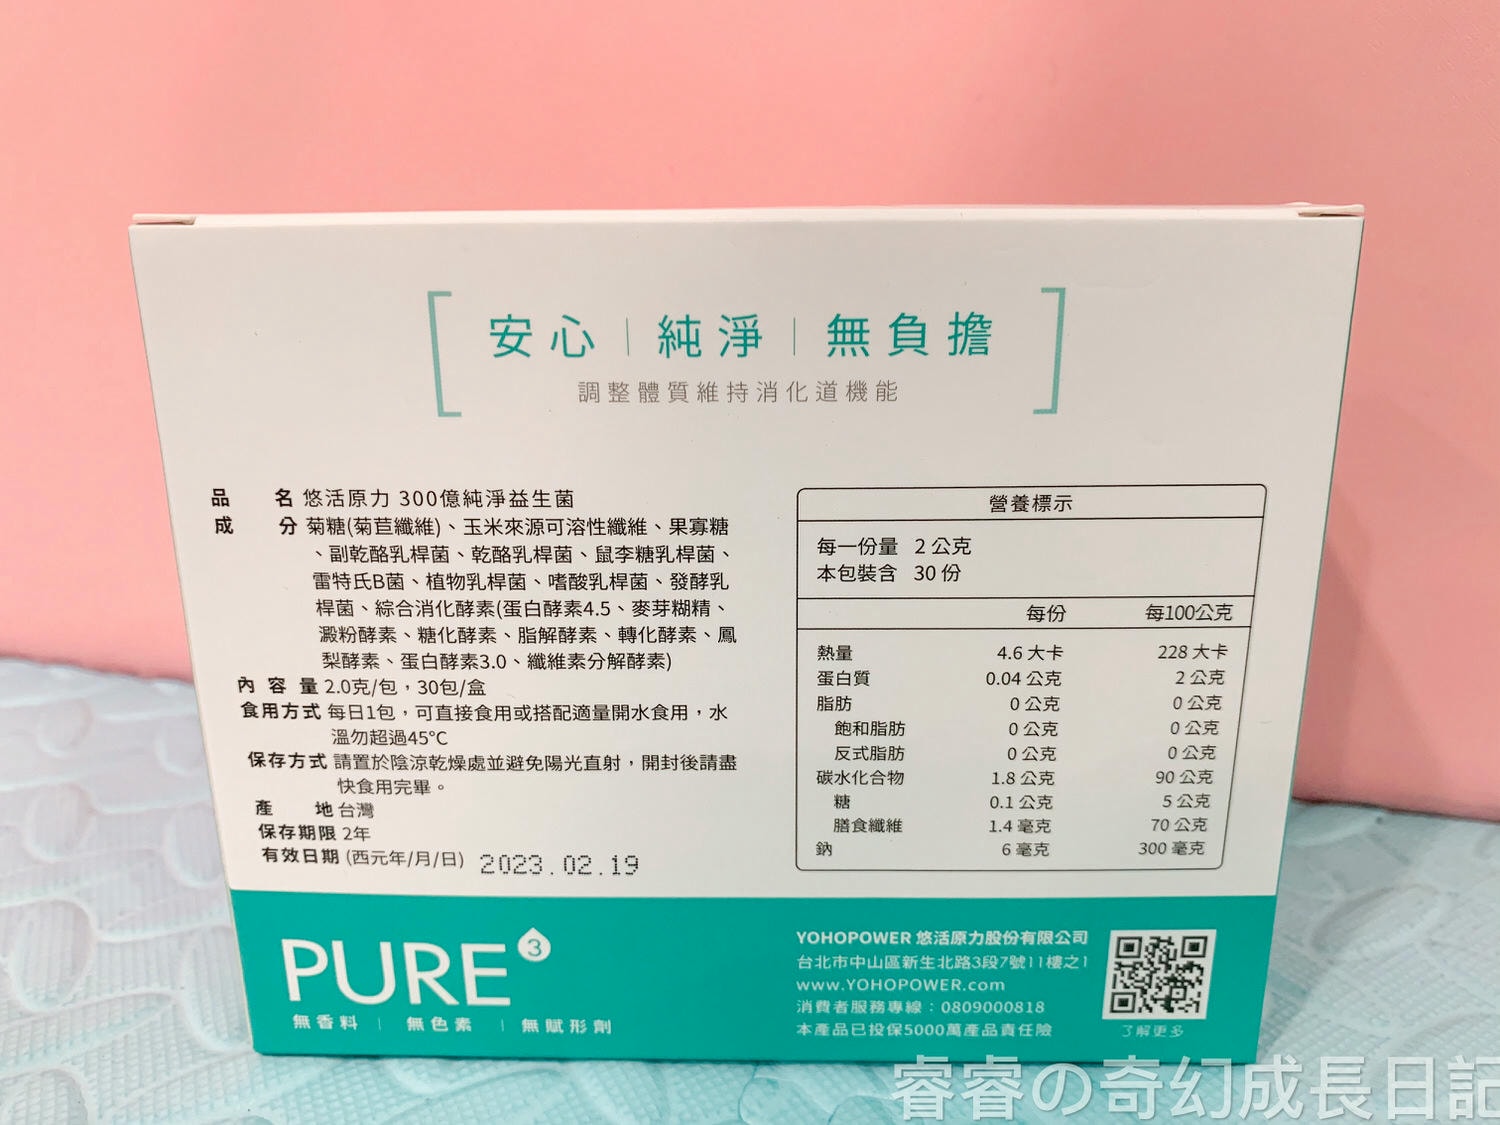 安心｜純淨｜無負擔
調整體質維持消化道機能
品名 悠活原力 300億純淨益生菌
成分 菊糖(菊苣纖維)、玉米來源可溶性纖維、果寡糖
、副乾酪乳桿菌、乾酪乳桿菌、鼠李糖乳桿菌、
雷特氏B菌、植物乳桿菌、嗜酸乳桿菌、發酵乳
桿菌、綜合消化酵素(蛋白酵素4.5、麥芽糊精、
澱粉酵素、糖化酵素、脂解酵素、轉化酵素、鳳
梨酵素、蛋白酵素3.0、纖維素分解酵素)
內容量 2.0克/包，30包/盒
食用方式 每日1包，可直接食用或搭配適量開水食用，水
溫勿超過45°C
保存方式 請置於陰涼乾燥處並避免陽光直射，開封後請盡
快食用完畢。
產地 台灣
保存期限 2年
有效日期 (西元年/月/日) 2023.02.19
營養標示
每一份量 2 公克
本包裝含 30 份
每份 每100公克
熱量 4.6 大卡 228 大卡
蛋白質 0.04 公克 2 公克
脂肪 0 公克 0 公克
飽和脂肪 0 公克 0 公克
反式脂肪 0 公克 0 公克
碳水化合物 1.8 公克 90 公克
糖 0.1 公克 5 公克
膳食纖維 1.4 毫克 70 公克
鈉 6 毫克 300 毫克
PURE3
無香料｜無色素｜無賦形劑
YOHOPOWER 悠活原力股份有限公司
台北市中山區新生北路3段7號11樓之1
www.YOHOPOWER.com
消費者服務專線：0809000818
本產品已投保5000萬產品責任險
了解更多
睿睿の奇幻成長日記